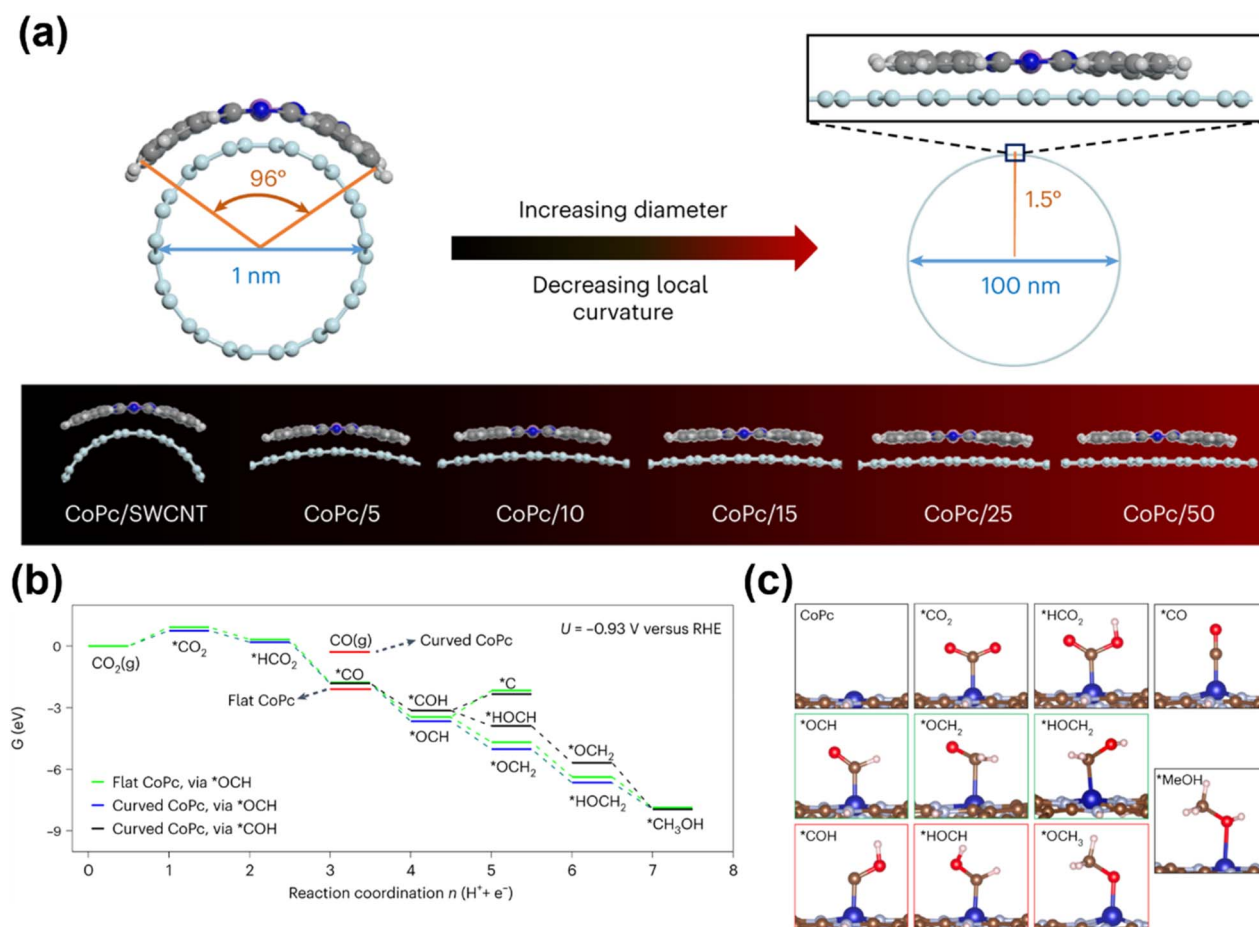 (a)
96°
1 nm
Increasing diameter
Decreasing local
curvature
1.5°
100 nm
CoPc/SWCNT
CoPc/5
CoPc/10
CoPc/15
CoPc/25
CoPc/50
(b)
G (eV)
0
−3
−6
−9
CO₂(g)
*CO₂
*HCO₂
CO(g)
Curved CoPc
U = −0.93 V versus RHE
*CO
Flat CoPc
*COH
*OCH
*C
*HOCH
*OCH₂
*OCH₂
*HOCH₂
*CH₃OH
Flat CoPc, via *OCH
Curved CoPc, via *OCH
Curved CoPc, via *COH
0 1 2 3 4 5 6 7 8
Reaction coordination n (H⁺+ e⁻)
(c)
CoPc
*CO₂
*HCO₂
*CO
*OCH
*OCH₂
*HOCH₂
*MeOH
*COH
*HOCH
*OCH₃